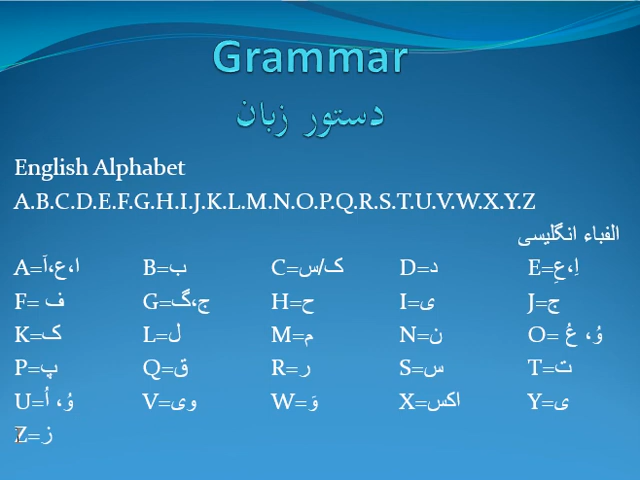 Grammar
دستور زبان
English Alphabet
A.B.C.D.E.F.G.H.I.J.K.L.M.N.O.P.Q.R.S.T.U.V.W.X.Y.Z
الفباء انگلیسی
A=ا،ع،آ B=ب C=ک/س D=د E=اِ،عِ
F= ف G=ج،گ H=ح I=ی J=ج
K=ک L=ل M=م N=ن O= وُ، عُ
P=پ Q=ق R=ر S=س T=ت
U=وُ، اُ V=وی W=وَ X=اکس Y=ی
Z=ز